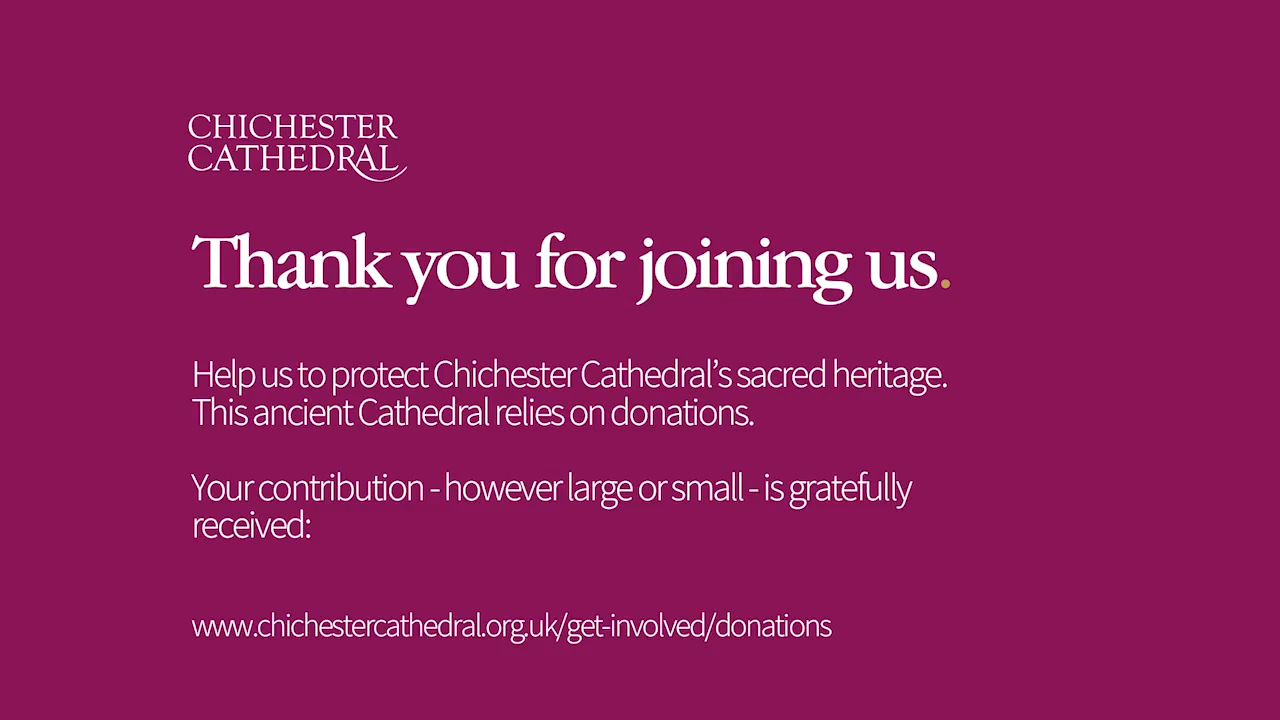 CHICHESTER
CATHEDRAL
Thank you for joining us.
Help us to protect Chichester Cathedral’s sacred heritage.
This ancient Cathedral relies on donations.
Your contribution - however large or small - is gratefully
received:
www.chichestercathedral.org.uk/get-involved/donations